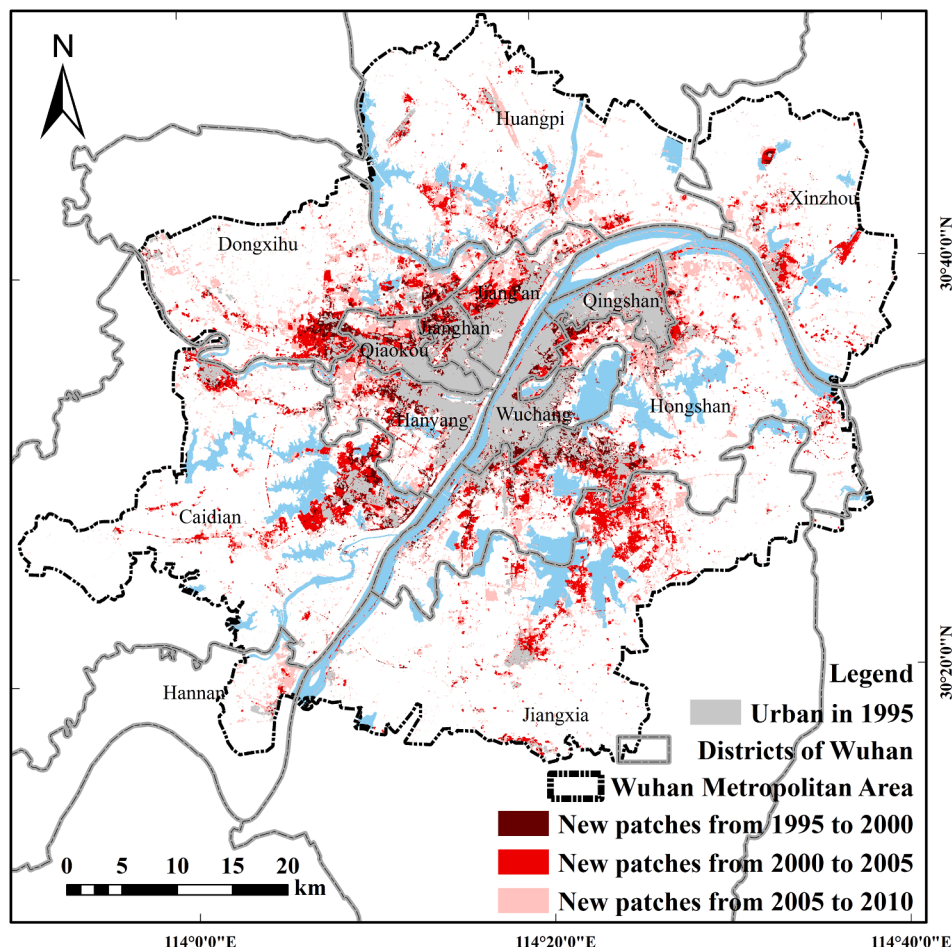 N
Huangpi
Xinzhou
Dongxihu
Jiang'an
Qingshan
Jianghan
Qiaokou
Hanyang
Wuchang
Hongshan
Caidian
Hannan
Jiangxia
30°40'0"N
30°20'0"N
Legend
Urban in 1995
Districts of Wuhan
Wuhan Metropolitan Area
New patches from 1995 to 2000
New patches from 2000 to 2005
New patches from 2005 to 2010
0 5 10 15 20
km
114°0'0"E 114°20'0"E 114°40'0"E